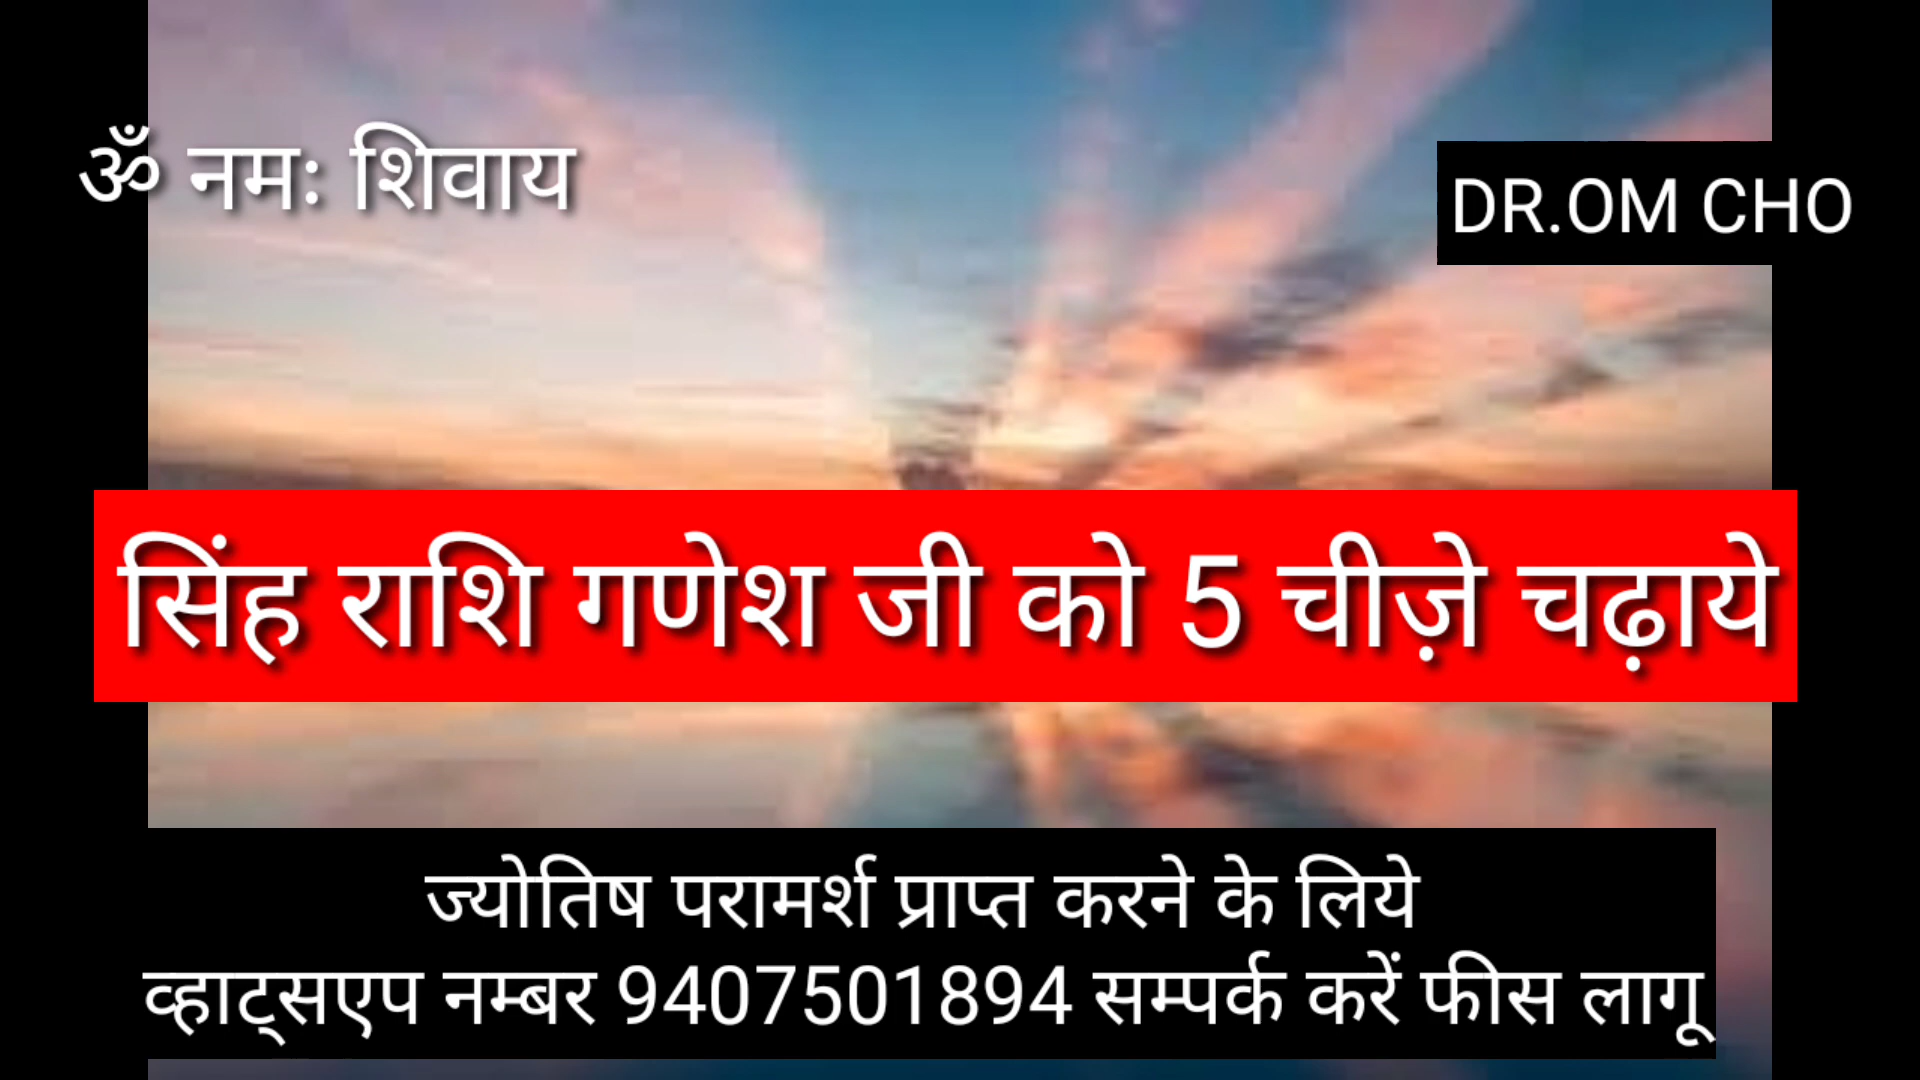 ॐ नमः शिवाय
DR.OM CHO
सिंह राशि गणेश जी को 5 चीज़े चढ़ाये
ज्योतिष परामर्श प्राप्त करने के लिये
व्हाट्सएप नम्बर 9407501894 सम्पर्क करें फीस लागू